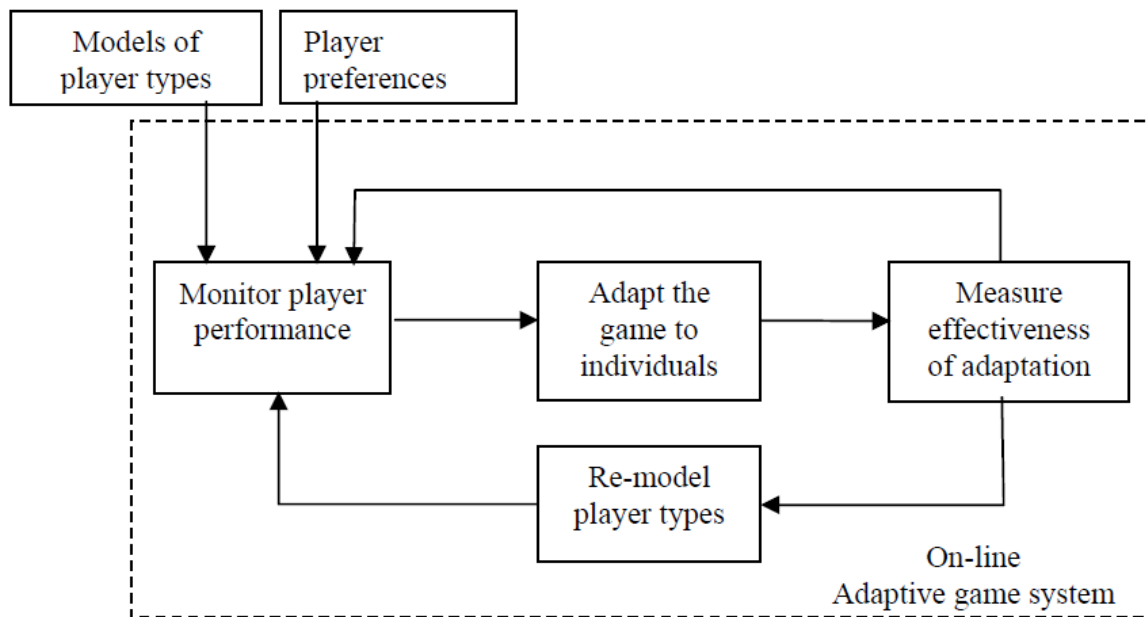 Models of
player types
Player
preferences
Monitor player
performance
Adapt the
game to
individuals
Measure
effectiveness
of adaptation
Re-model
player types
On-line
Adaptive game system